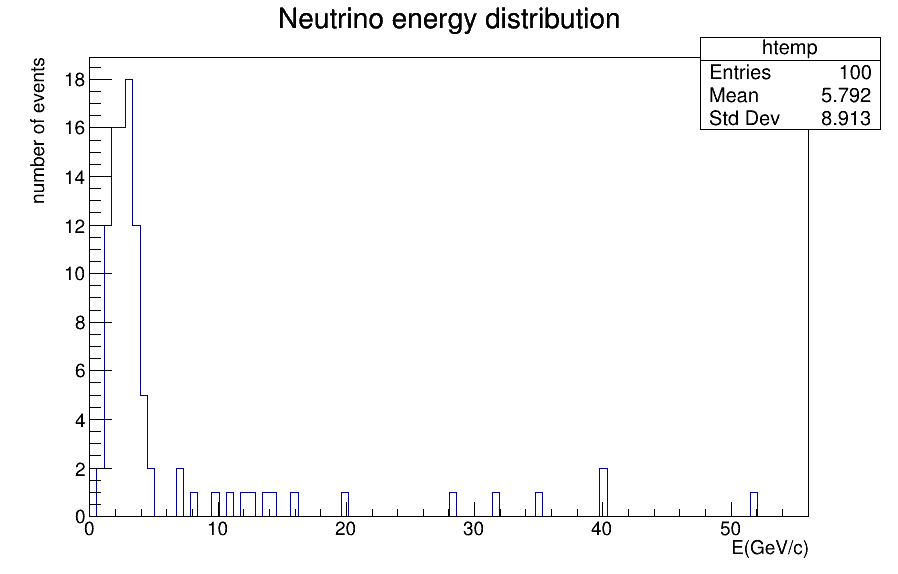 Neutrino energy distribution
htemp
Entries 100
Mean 5.792
Std Dev 8.913
number of events
18
16
14
12
10
8
6
4
2
0
0 10 20 30 40 50
E(GeV/c)